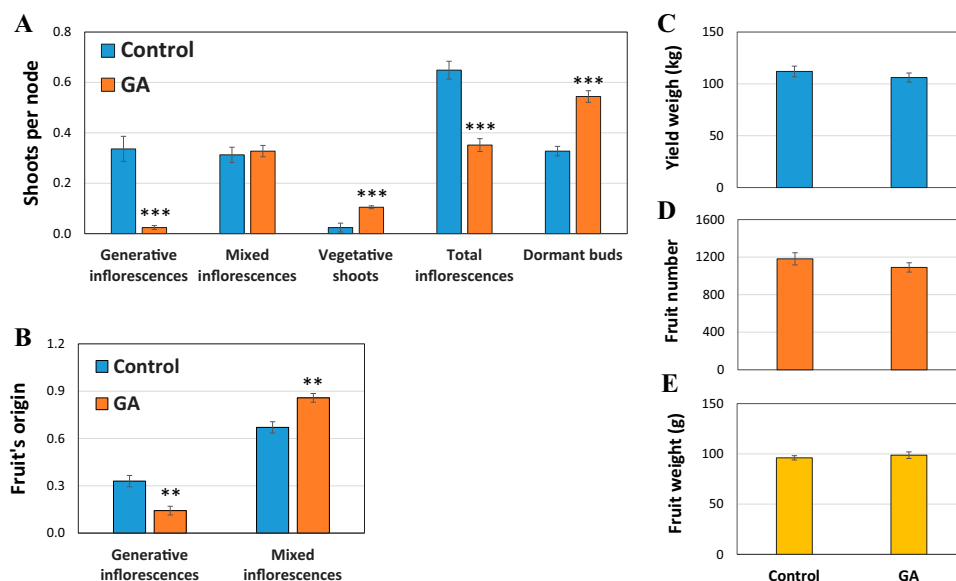 A
Shoots per node
0.8
0.6
0.4
0.2
0.0
Control
GA
***
***
***
***
Generative
inflorescences
Mixed
inflorescences
Vegetative
shoots
Total
inflorescences
Dormant buds
B
Fruit's origin
1.2
0.9
0.6
0.3
0.0
Control
GA
**
**
Generative
inflorescences
Mixed
inflorescences
C
Yield weigh (kg)
150
100
50
0
D
Fruit number
1600
1200
800
400
0
E
Fruit weight (g)
150
100
50
0
Control
GA